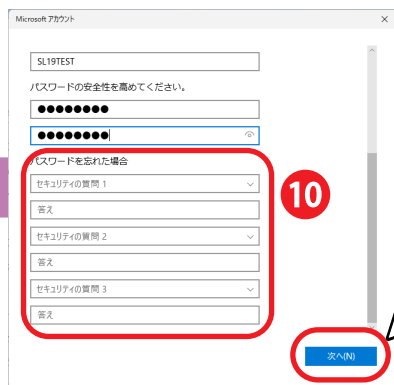 Microsoft アカウント
SL19TEST
パスワードの安全性を高めてください。
●●●●●●●●
●●●●●●●●
パスワードを忘れた場合
セキュリティの質問 1
答え
セキュリティの質問 2
答え
セキュリティの質問 3
答え
10
次へ(N)